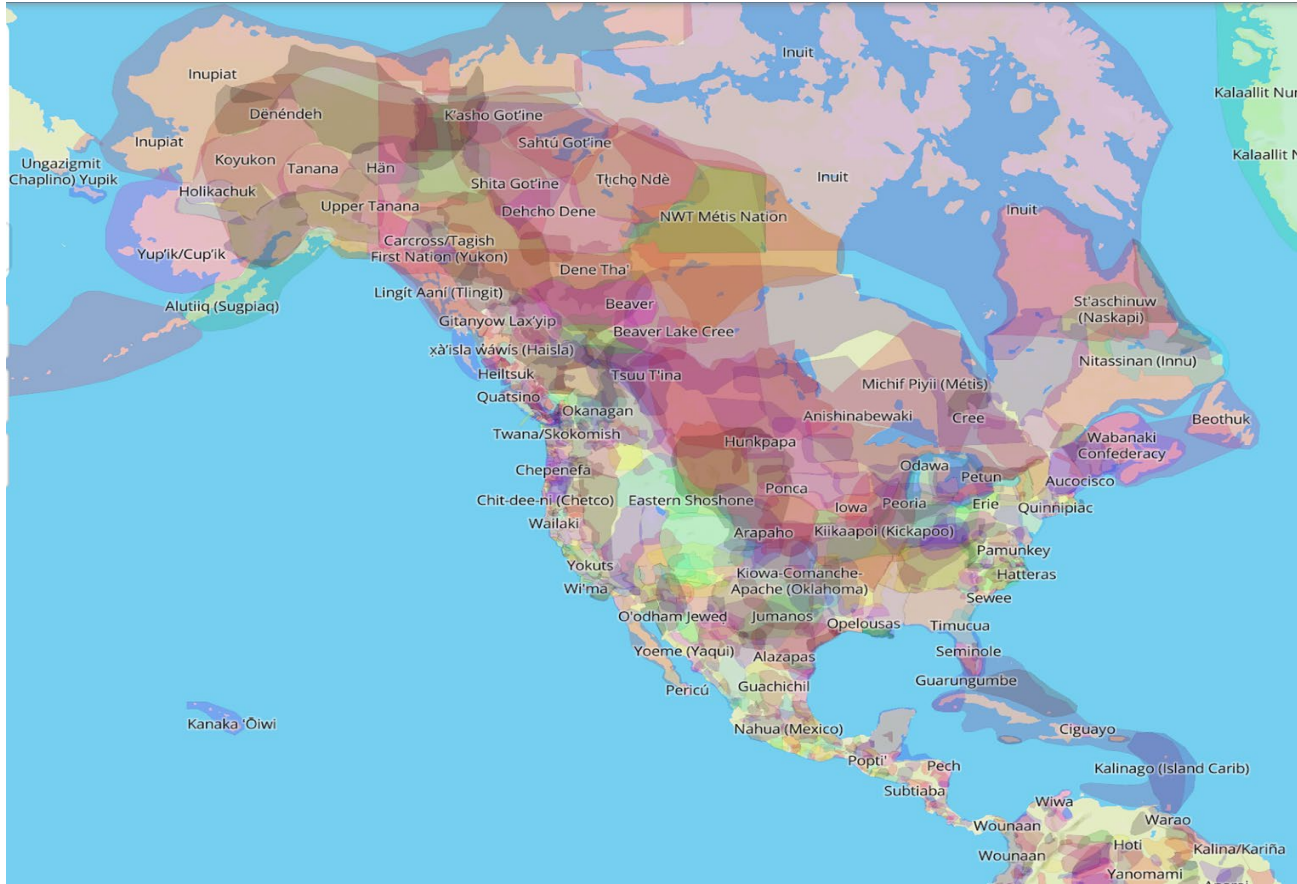 Inuit
Inupiat
Kalaallit Nu
Dënéndeh
K'asho Got'ine
Inupiat
Sahtú Got'ine
Kalaallit N
Ungazigmit
Chaplino) Yupik
Koyukon
Tanana
Hän
Shita Got'ine
Tłı̨chǫ Ndè
Inuit
Holikachuk
Upper Tanana
Dehcho Dene
NWT Métis Nation
Inuit
Yup'ik/Cup'ik
Carcross/Tagish
First Nation (Yukon)
Dene Tha'
Alutiiq (Sugpiaq)
Lingít Aaní (Tlingit)
Beaver
St'aschinuw
(Naskapi)
Gitanyow Lax'yip
Beaver Lake Cree
x̣àʼisla w̓áwís (Haisla)
Nitassinan (Innu)
Heiltsuk
Tsuu T'ina
Michif Piyii (Métis)
Quatsino
Okanagan
Anishinabewaki
Cree
Beothuk
Twana/Skokomish
Hunkpapa
Wabanaki
Confederacy
Chepenefa
Odawa
Petun
Aucocisco
Ponca
Chit-dee-ni (Chetco)
Eastern Shoshone
Iowa
Peoria
Erie
Quinnipiac
Wailaki
Arapaho
Kiikaapoi (Kickapoo)
Pamunkey
Yokuts
Kiowa-Comanche-
Apache (Oklahoma)
Hatteras
Wi'ma
Sewee
O'odham Jeweḍ
Jumanos
Opelousas
Timucua
Yoeme (Yaqui)
Alazapas
Seminole
Pericú
Guachichil
Guarungumbe
Kanaka ʻŌiwi
Nahua (Mexico)
Ciguayo
Popti'
Pech
Kalinago (Island Carib)
Subtiaba
Wiwa
Wounaan
Warao
Wounaan
Hoti
Kalina/Kariña
Yanomami